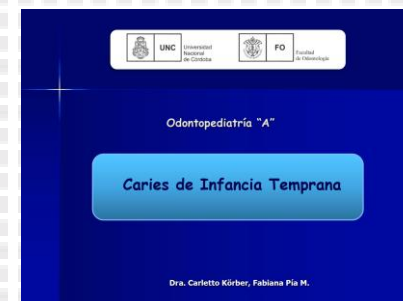 UNC
Universidad
Nacional
de Córdoba
FO
Facultad
de Odontología
Odontopediatría "A"
Caries de Infancia Temprana
Dra. Carletto Körber, Fabiana Pía M.